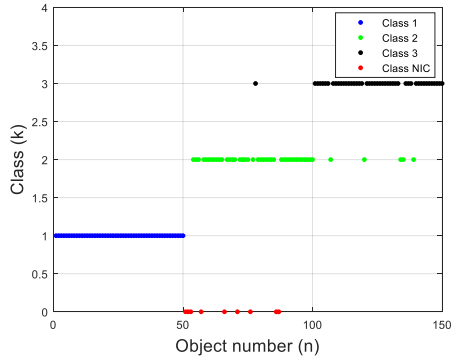 4
3.5
3
2.5
2
1.5
1
0.5
0
0
50
100
150
Class (k)
Object number (n)
Class 1
Class 2
Class 3
Class NIC